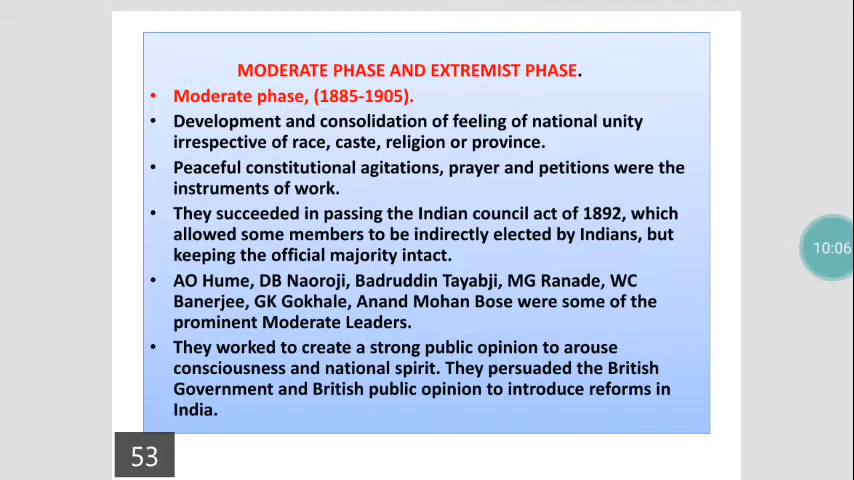 MODERATE PHASE AND EXTREMIST PHASE.
• Moderate phase, (1885-1905).
• Development and consolidation of feeling of national unity
irrespective of race, caste, religion or province.
• Peaceful constitutional agitations, prayer and petitions were the
instruments of work.
• They succeeded in passing the Indian council act of 1892, which
allowed some members to be indirectly elected by Indians, but
keeping the official majority intact.
• AO Hume, DB Naoroji, Badruddin Tayabji, MG Ranade, WC
Banerjee, GK Gokhale, Anand Mohan Bose were some of the
prominent Moderate Leaders.
• They worked to create a strong public opinion to arouse
consciousness and national spirit. They persuaded the British
Government and British public opinion to introduce reforms in
India.
53
10:06